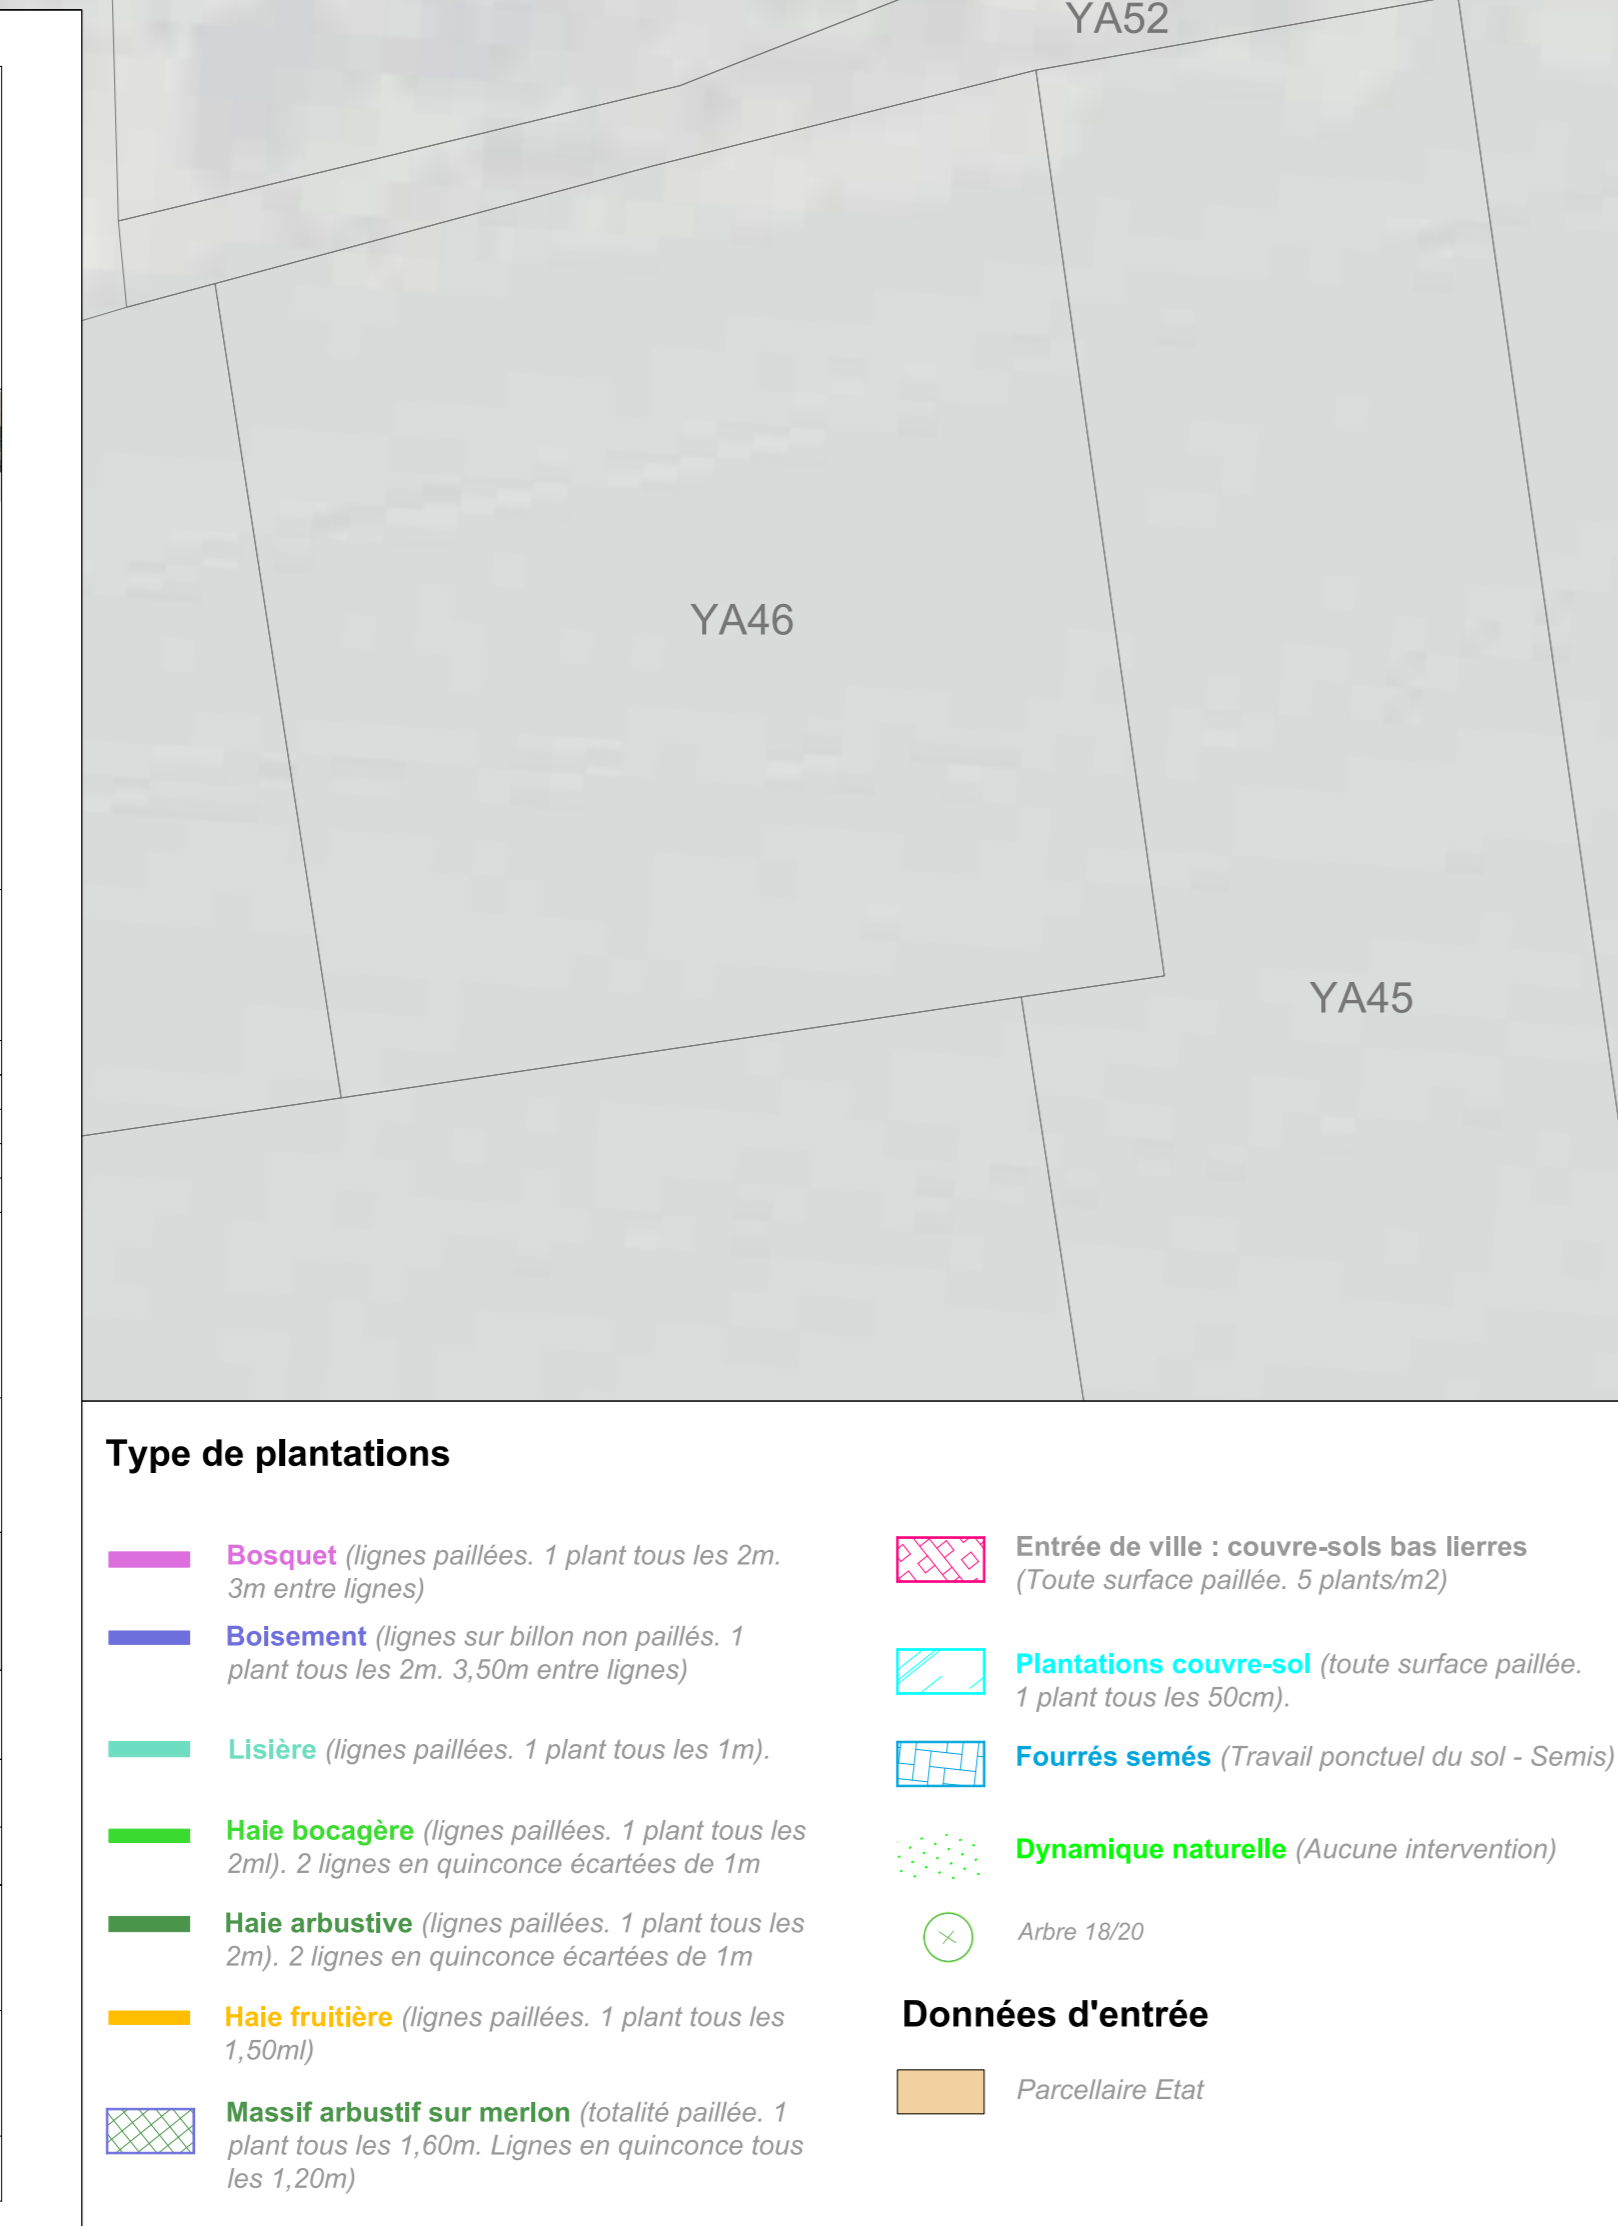 YA52
YA46
YA45
Type de plantations
Bosquet (lignes paillées. 1 plant tous les 2m.
3m entre lignes)
Boisement (lignes sur billon non paillés. 1
plant tous les 2m. 3,50m entre lignes)
Lisière (lignes paillées. 1 plant tous les 1m).
Haie bocagère (lignes paillées. 1 plant tous les
2ml). 2 lignes en quinconce écartées de 1m
Haie arbustive (lignes paillées. 1 plant tous les
2m). 2 lignes en quinconce écartées de 1m
Haie fruitière (lignes paillées. 1 plant tous les
1,50ml)
Massif arbustif sur merlon (totalité paillée. 1
plant tous les 1,60m. Lignes en quinconce tous
les 1,20m)
Entrée de ville : couvre-sols bas lierres
(Toute surface paillée. 5 plants/m2)
Plantations couvre-sol (toute surface paillée.
1 plant tous les 50cm).
Fourrés semés (Travail ponctuel du sol - Semis)
Dynamique naturelle (Aucune intervention)
Arbre 18/20
Données d'entrée
Parcellaire Etat